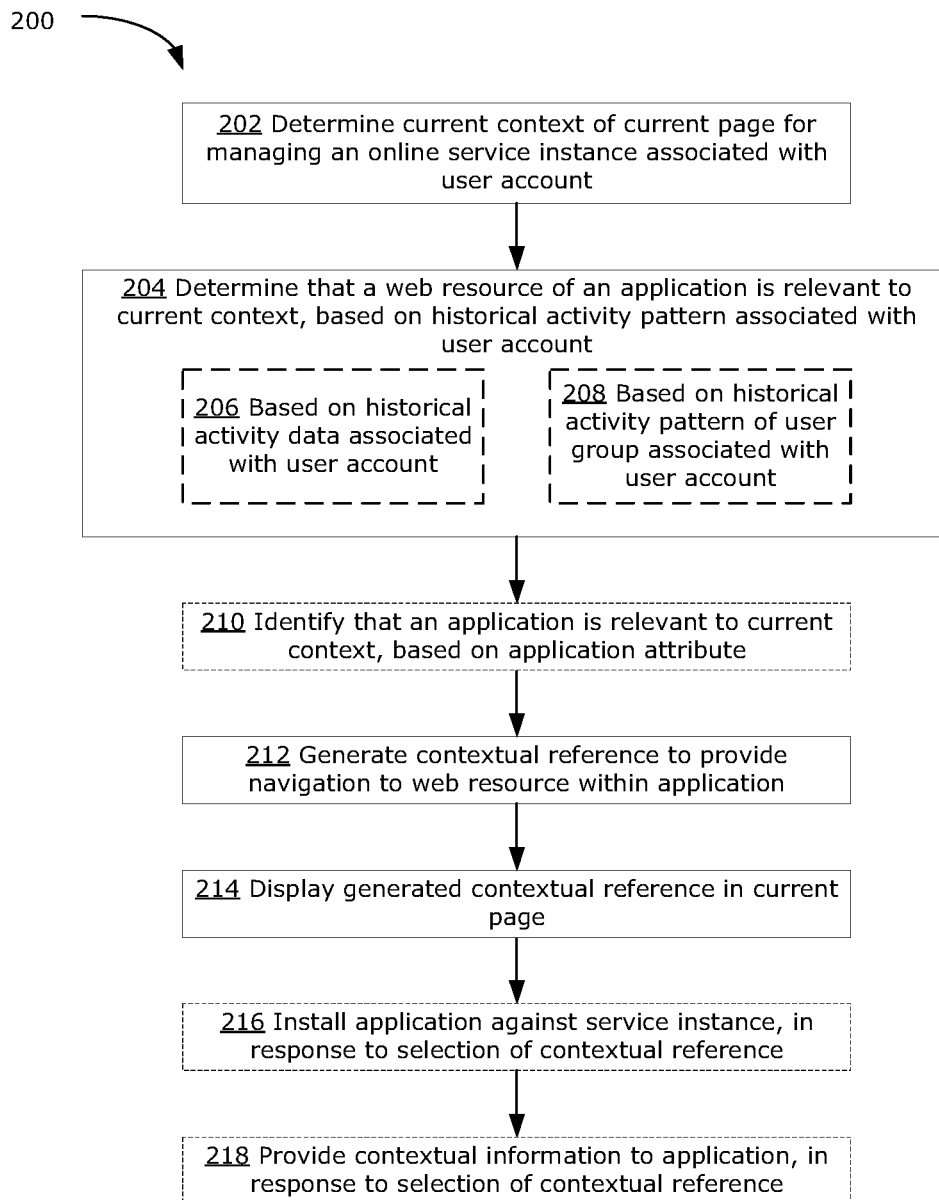 200
202 Determine current context of current page for
managing an online service instance associated with
user account
204 Determine that a web resource of an application is relevant to
current context, based on historical activity pattern associated with
user account
206 Based on historical
activity data associated
with user account
208 Based on historical
activity pattern of user
group associated with
user account
210 Identify that an application is relevant to current
context, based on application attribute
212 Generate contextual reference to provide
navigation to web resource within application
214 Display generated contextual reference in current
page
216 Install application against service instance, in
response to selection of contextual reference
218 Provide contextual information to application, in
response to selection of contextual reference